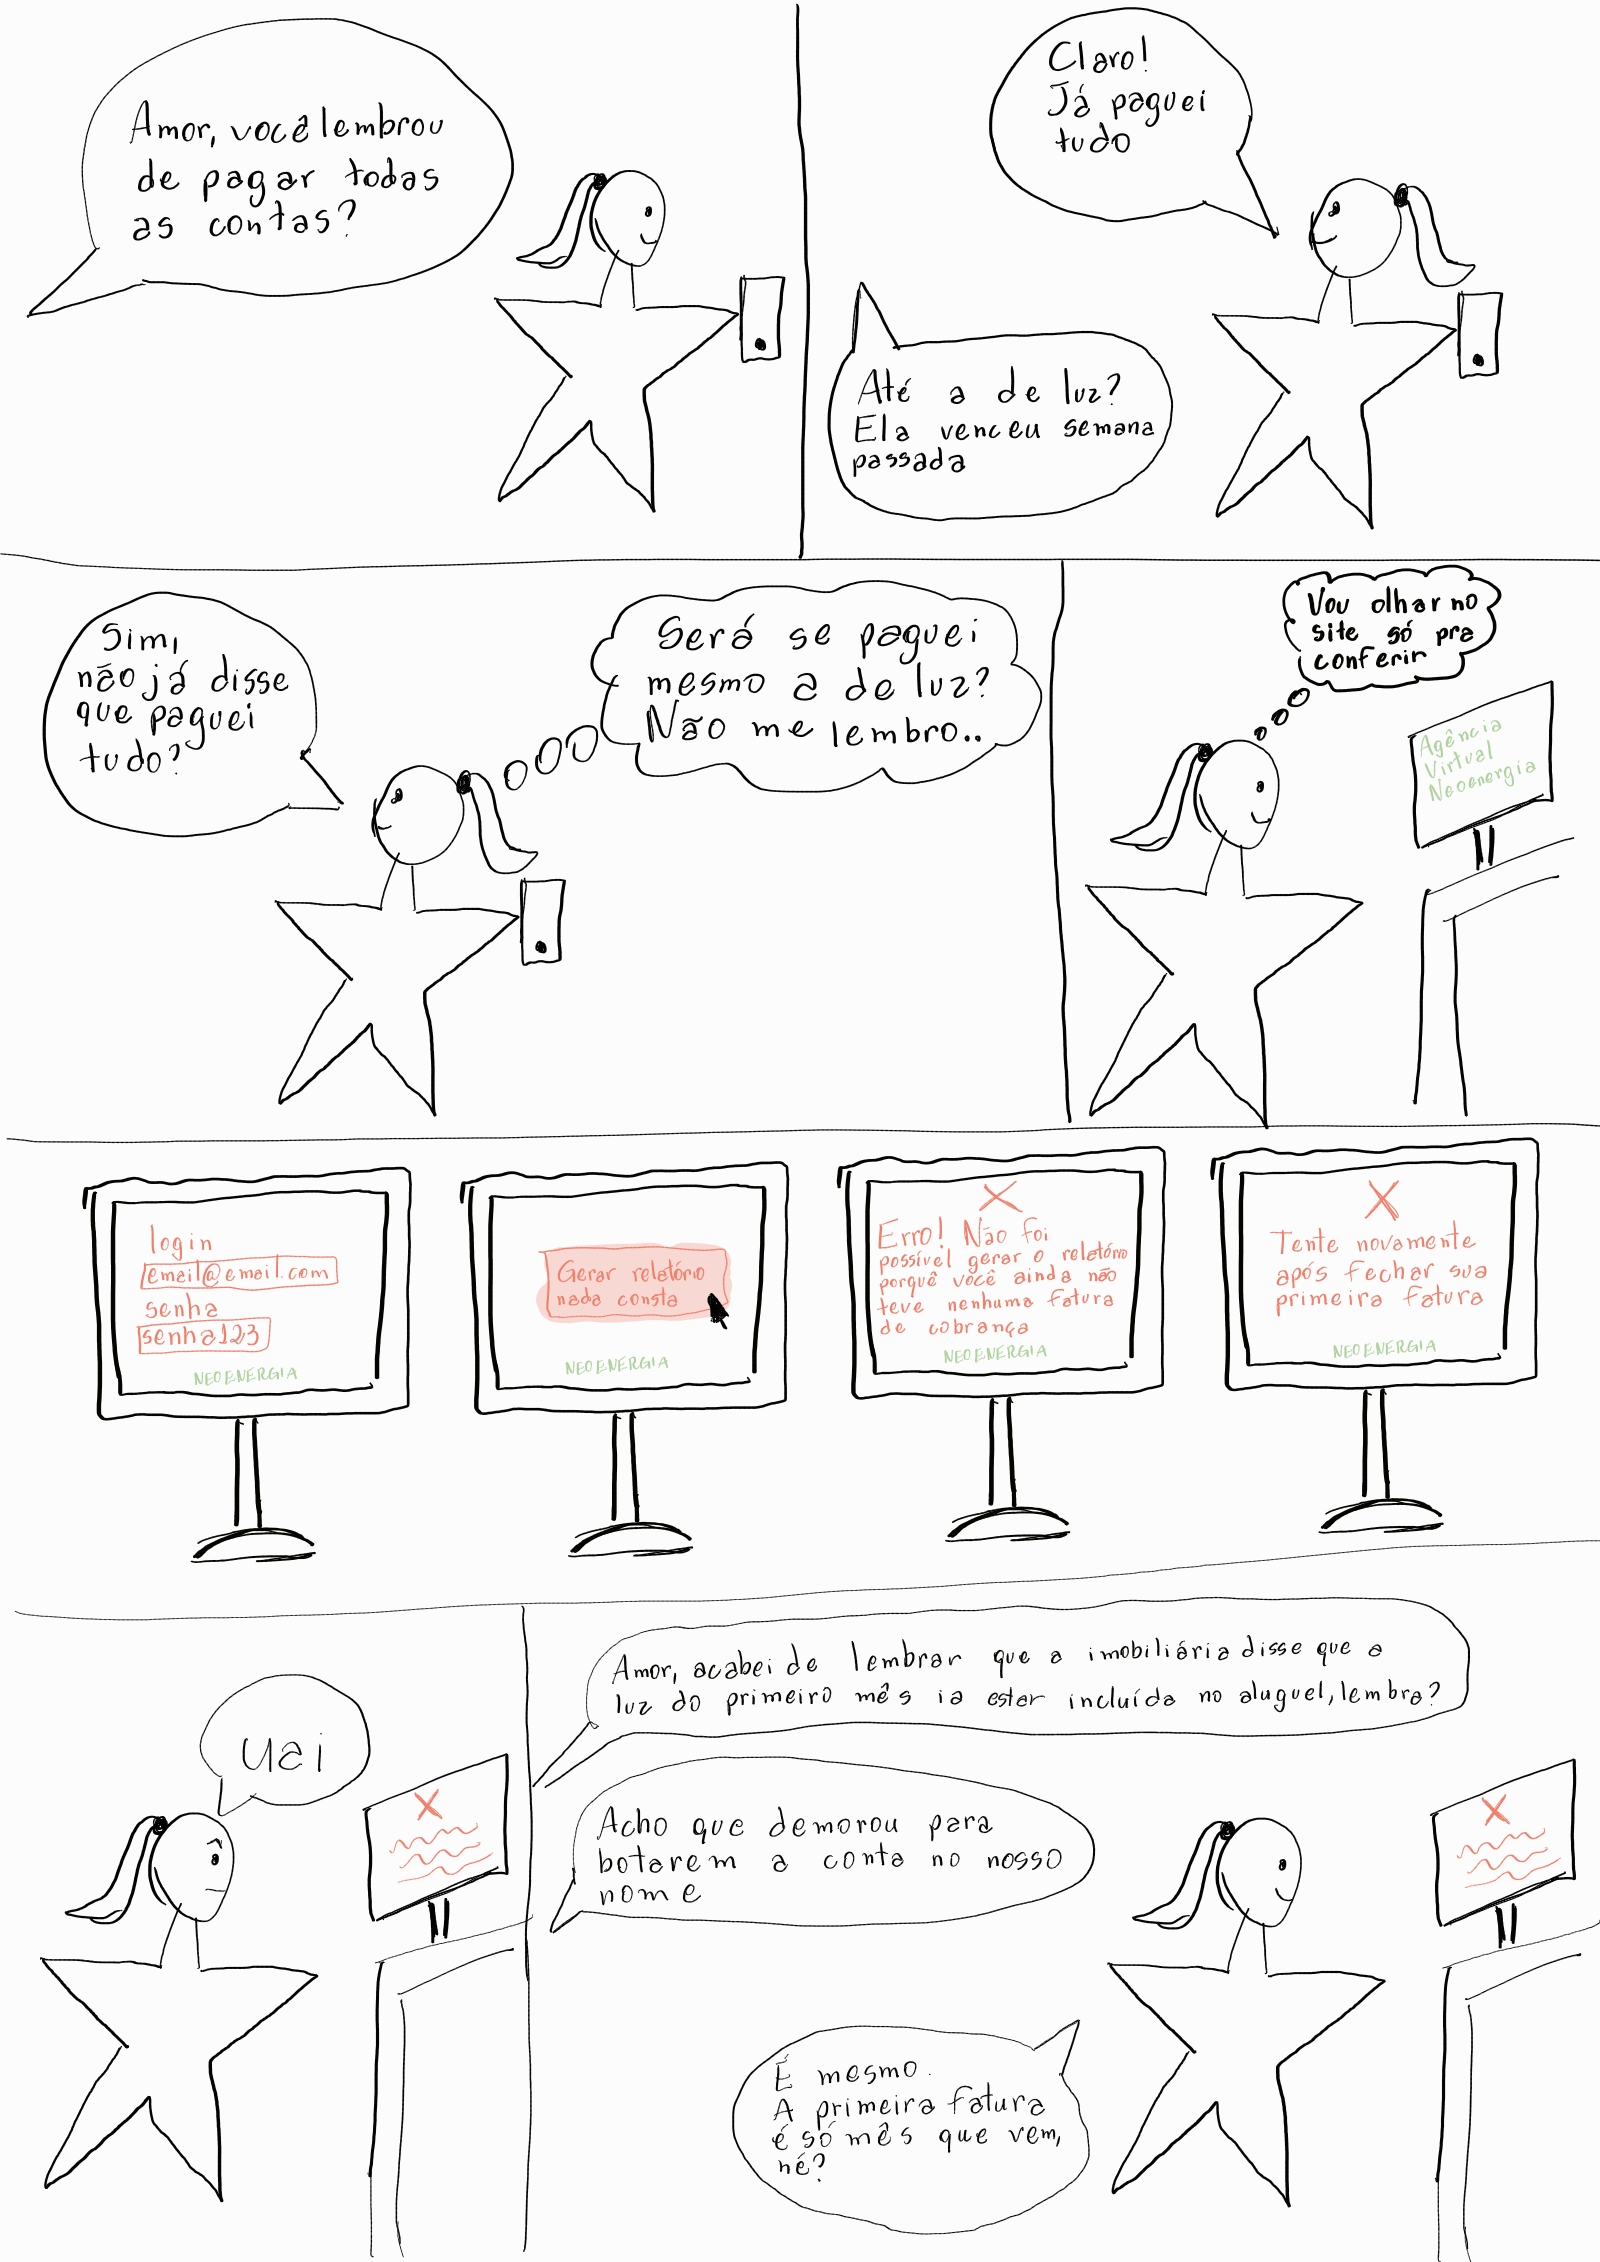 Amor, você lembrou
de pagar todas
as contas?
Claro!
Já paguei
tudo
Até a de luz?
Ela venceu semana
passada
Sim,
não já disse
que paguei
tudo?
Será se paguei
mesmo a de luz?
Não me lembro..
Vou olhar no
site só pra
conferir
Agência
Virtual
Neoenergia
login
email@email.com
senha
senha123
NEOENERGIA
Gerar relatório
nada consta
NEOENERGIA
Erro! Não foi
possível gerar o relatório
porquê você ainda não
teve nenhuma fatura
de cobrança
NEOENERGIA
Tente novamente
após fechar sua
primeira fatura
NEOENERGIA
Uai
Amor, acabei de lembrar que a imobiliária disse que a
luz do primeiro mês ia estar incluída no aluguel, lembra?
Acho que demorou para
botarem a conta no nosso
nome
É mesmo.
A primeira fatura
é só mês que vem,
né?